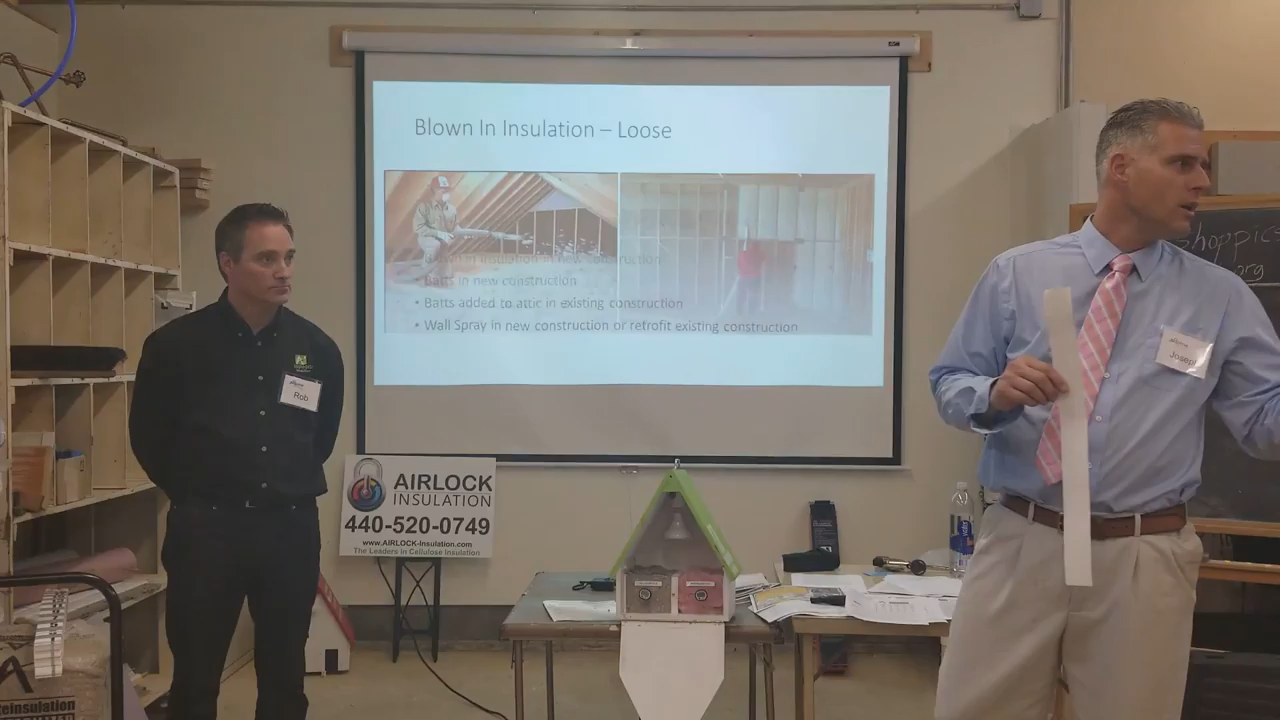 Blown In Insulation – Loose
• Blown in insulation in new construction
• Batts in new construction
• Batts added to attic in existing construction
• Wall Spray in new construction or retrofit existing construction
Rob
Joseph
shoppics
.org
AIRLOCK
INSULATION
440-520-0749
www.AIRLOCK-Insulation.com
The Leaders in Cellulose Insulation
einsulation